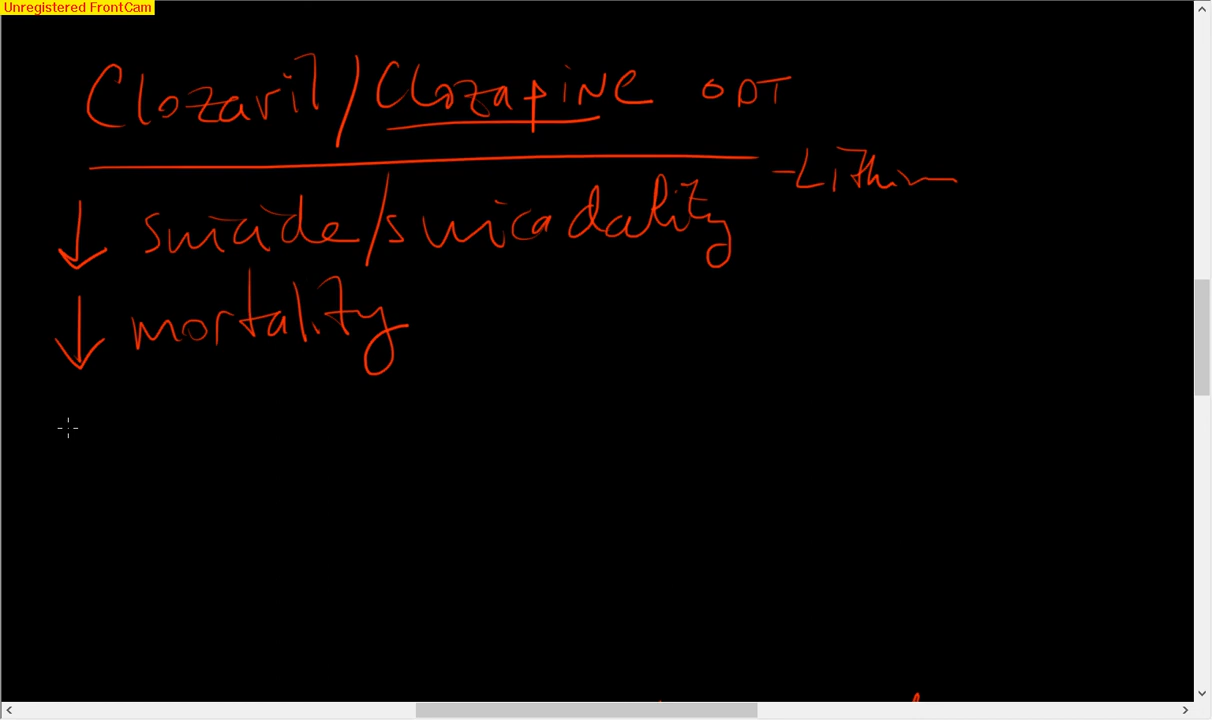 Unregistered FrontCam
Clozaril/Clozapine ODT
-Lithium
↓ suicide/suicadality
↓ mortality